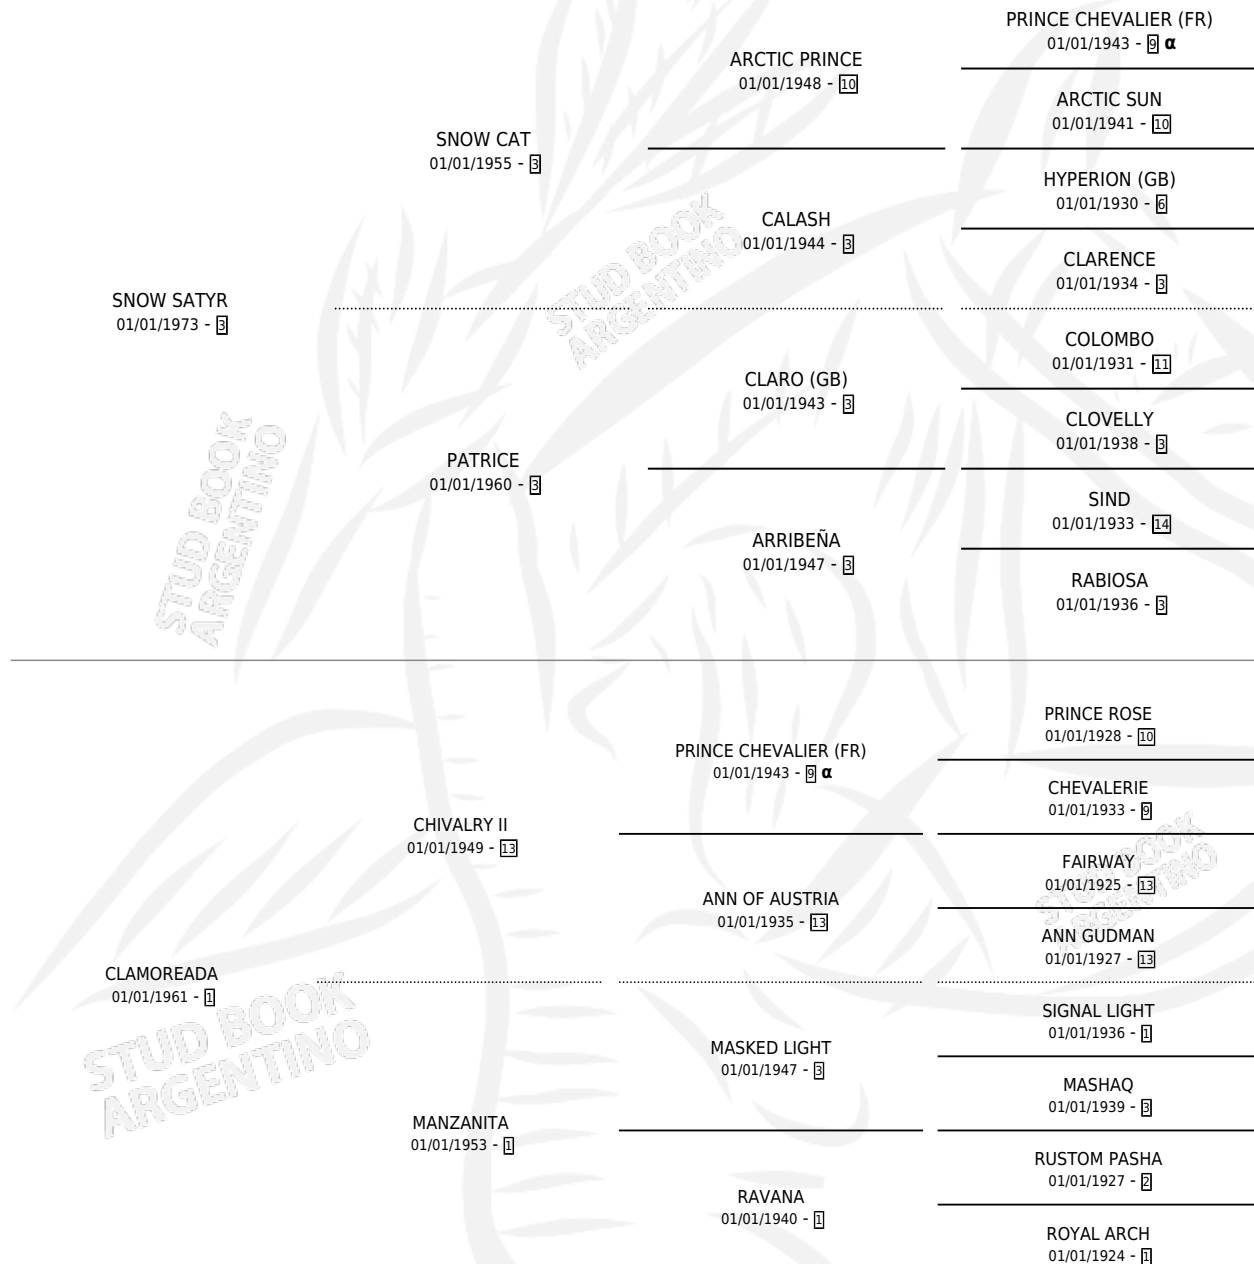 PRINCE CHEVALIER (FR)
01/01/1943 - 9 α
ARCTIC PRINCE
01/01/1948 - 10
ARCTIC SUN
01/01/1941 - 10
SNOW CAT
01/01/1955 - 3
HYPERION (GB)
01/01/1930 - 6
CALASH
01/01/1944 - 3
CLARENCE
01/01/1934 - 3
SNOW SATYR
01/01/1973 - 3
COLOMBO
01/01/1931 - 11
CLARO (GB)
01/01/1943 - 3
CLOVELLY
01/01/1938 - 3
PATRICE
01/01/1960 - 3
SIND
01/01/1933 - 14
ARRIBEÑA
01/01/1947 - 3
RABIOSA
01/01/1936 - 3
PRINCE ROSE
01/01/1928 - 10
PRINCE CHEVALIER (FR)
01/01/1943 - 9 α
CHEVALERIE
01/01/1933 - 9
CHIVALRY II
01/01/1949 - 13
FAIRWAY
01/01/1925 - 13
ANN OF AUSTRIA
01/01/1935 - 13
ANN GUDMAN
01/01/1927 - 13
CLAMOREADA
01/01/1961 - 1
SIGNAL LIGHT
01/01/1936 - 1
MASKED LIGHT
01/01/1947 - 3
MASHAQ
01/01/1939 - 3
MANZANITA
01/01/1953 - 1
RUSTOM PASHA
01/01/1927 - 2
RAVANA
01/01/1940 - 1
ROYAL ARCH
01/01/1924 - 1
STUD BOOK
ARGENTINO
STUD BOOK
ARGENTINO
STUD BOOK
ARGENTINO
STUD BOOK
ARGENTINO